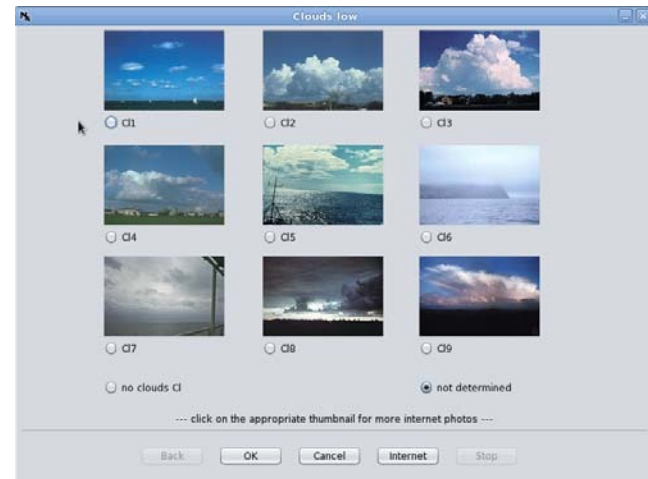 Clouds low
Cl1 Cl2 Cl3
Cl4 Cl5 Cl6
Cl7 Cl8 Cl9
no clouds Cl not determined
--- click on the appropriate thumbnail for more internet photos ---
Back OK Cancel Internet Stop